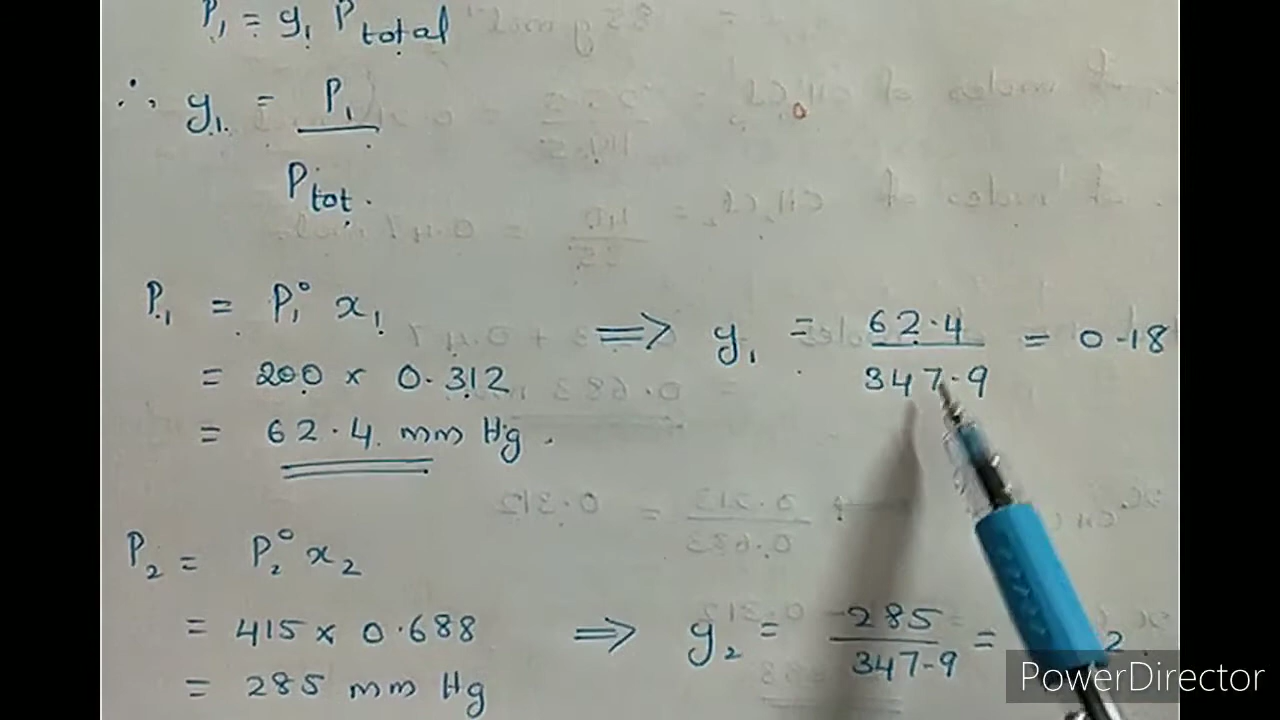 P₁ = y₁ P total
∴ y₁ = P₁ / P tot.
P₁ = P₁° x₁
= 200 x 0.312
= 62.4 mm Hg.
⟹ y₁ = 62.4 / 347.9 = 0.18
P₂ = P₂° x₂
= 415 x 0.688
= 285 mm Hg
⟹ y₂ = 285 / 347.9 = 2.
PowerDirector